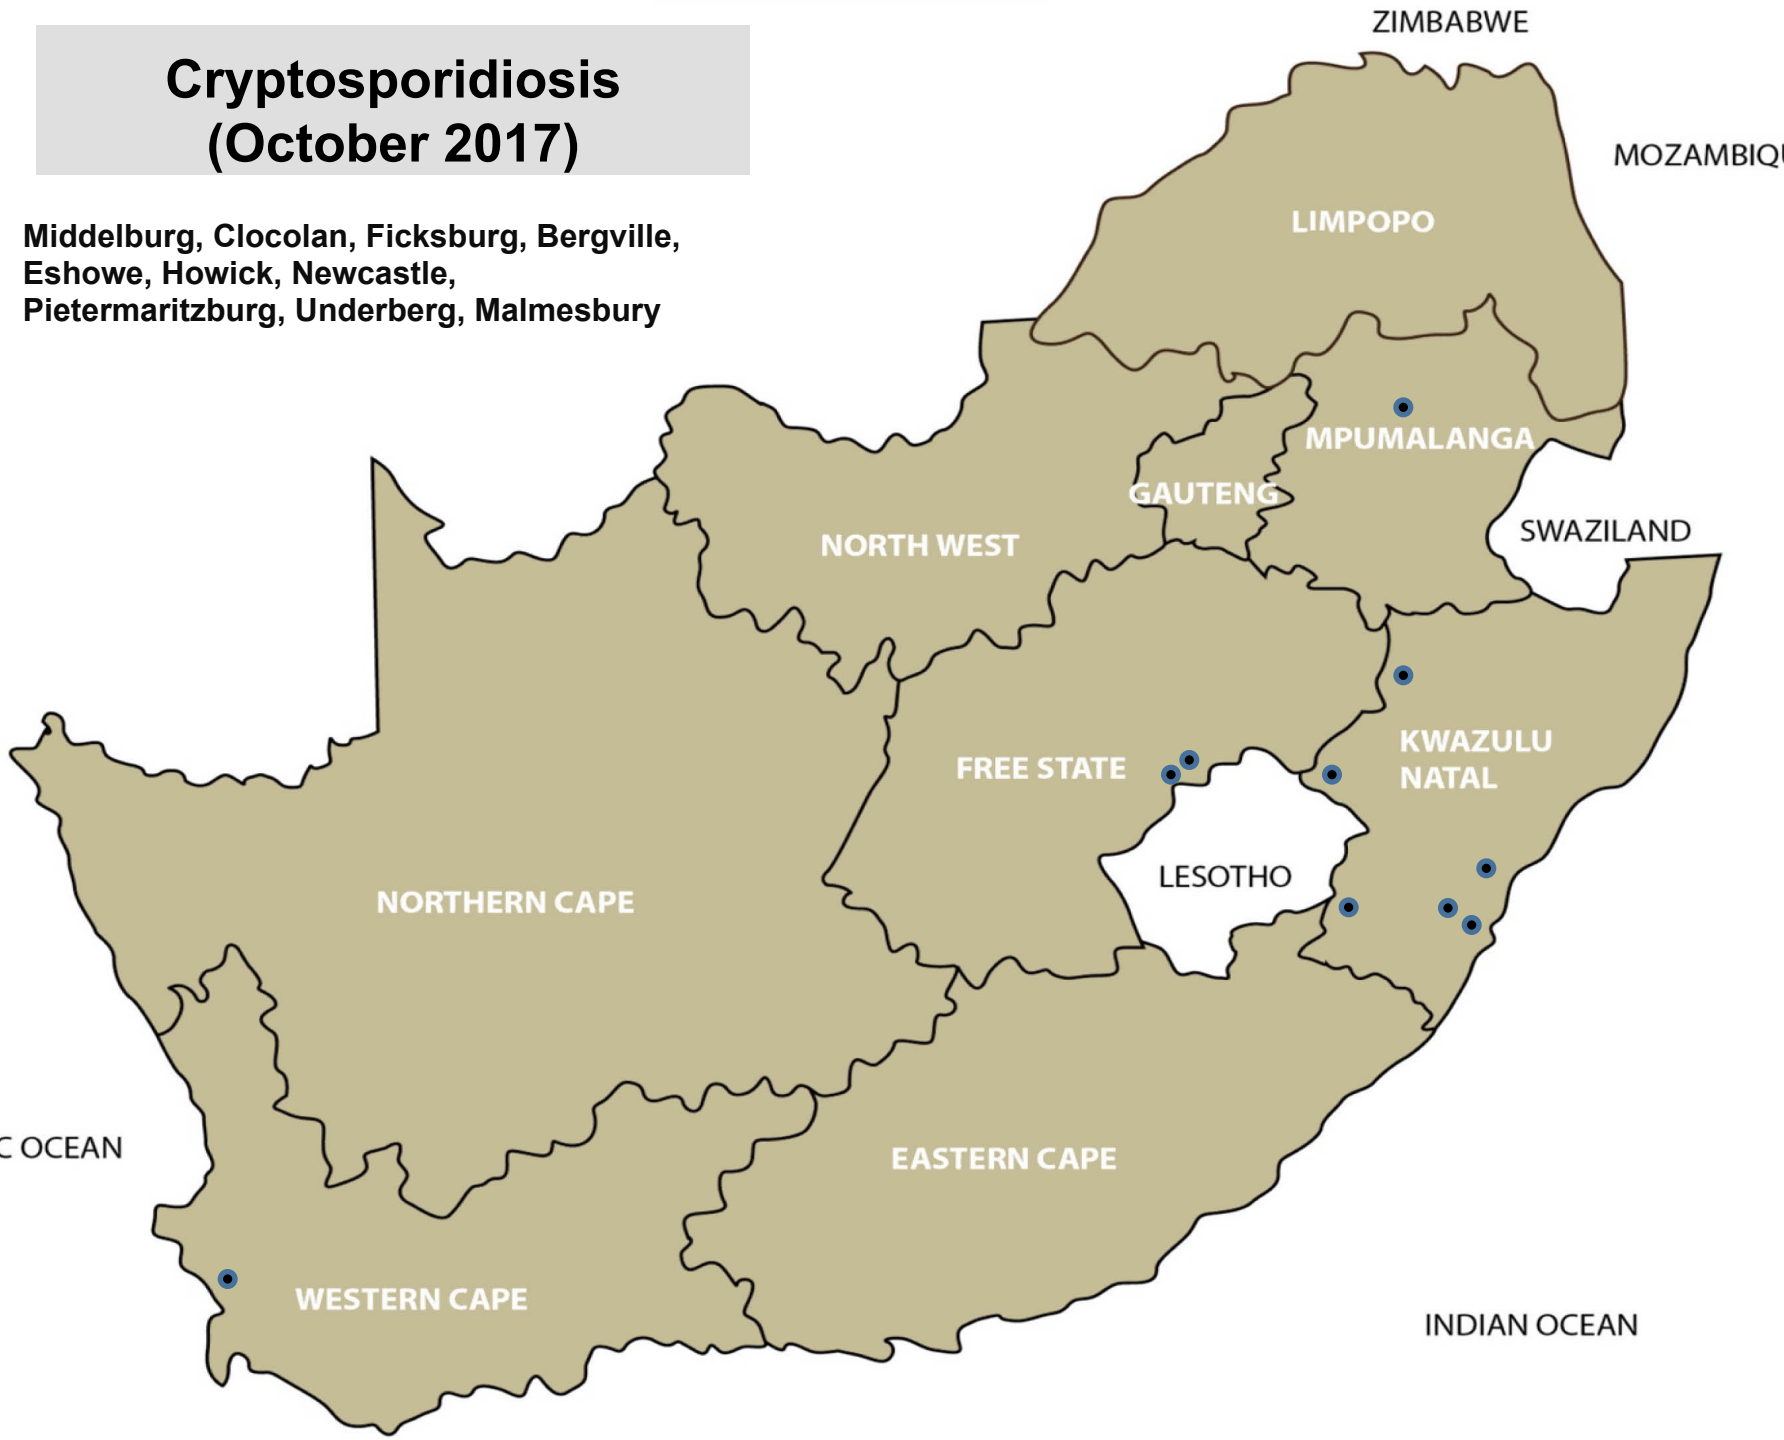 Cryptosporidiosis
(October 2017)
Middelburg, Clocolan, Ficksburg, Bergville,
Eshowe, Howick, Newcastle,
Pietermaritzburg, Underberg, Malmesbury
ZIMBABWE
MOZAMBIQU
LIMPOPO
MPUMALANGA
GAUTENG
SWAZILAND
NORTH WEST
KWAZULU
NATAL
FREE STATE
LESOTHO
NORTHERN CAPE
C OCEAN
EASTERN CAPE
WESTERN CAPE
INDIAN OCEAN